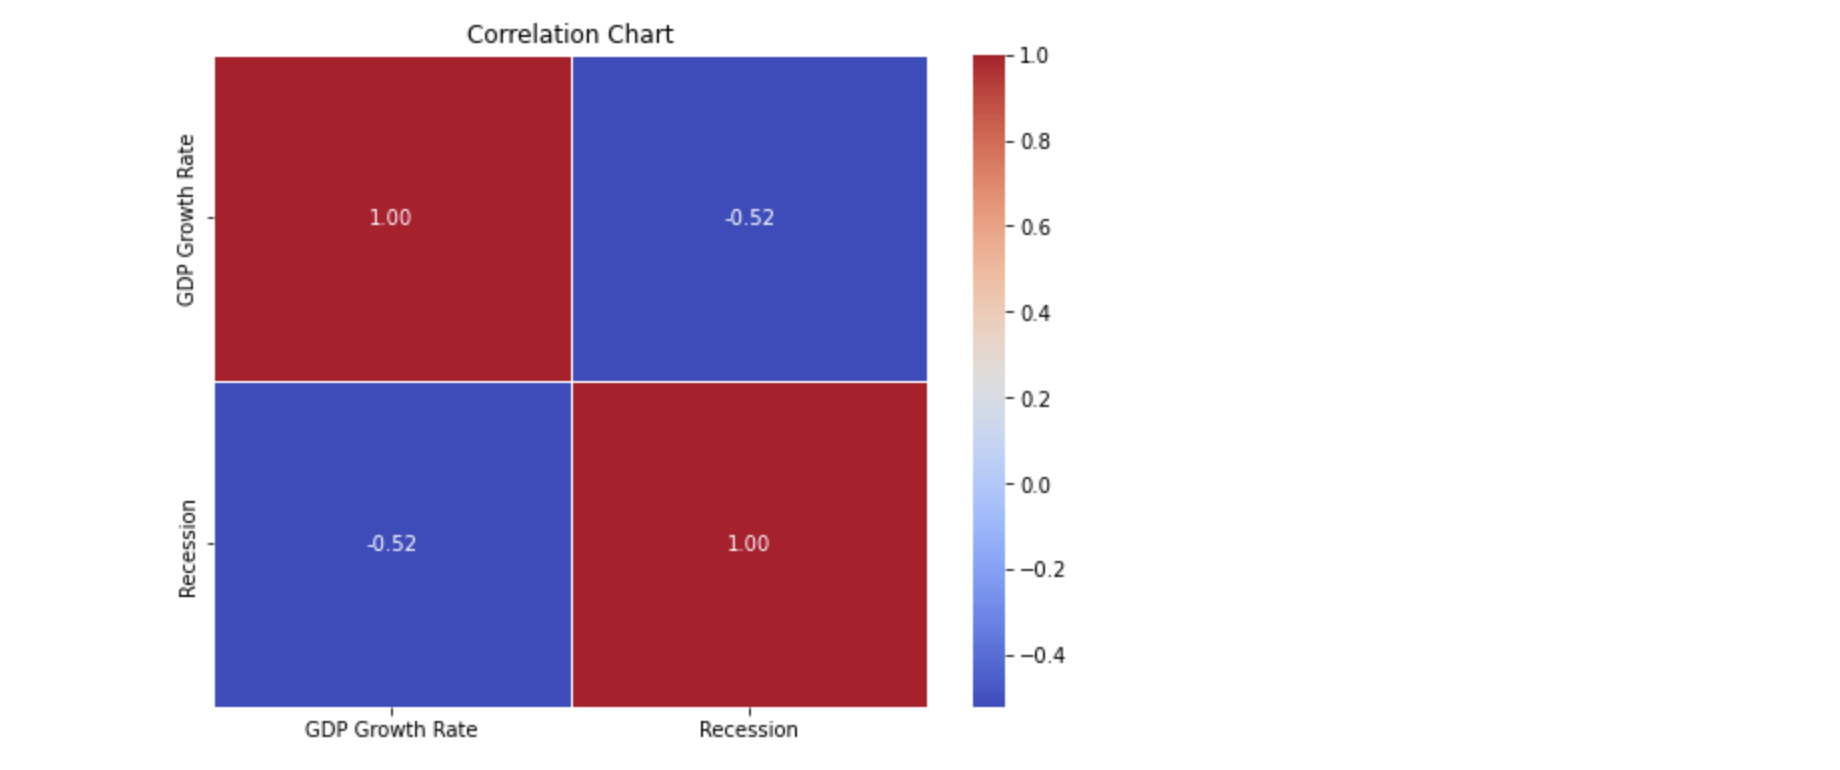 Correlation Chart
GDP Growth Rate
Recession
1.00
-0.52
-0.52
1.00
GDP Growth Rate
Recession
1.0
0.8
0.6
0.4
0.2
0.0
−0.2
−0.4